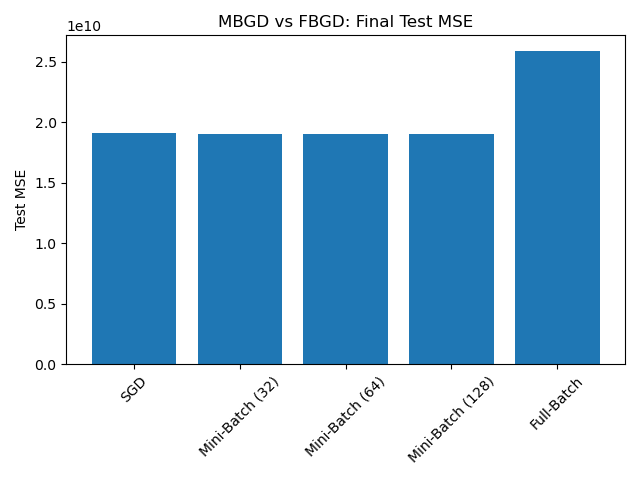 MBGD vs FBGD: Final Test MSE
1e10
2.5
2.0
1.5
1.0
0.5
0.0
Test MSE
SGD
Mini-Batch (32)
Mini-Batch (64)
Mini-Batch (128)
Full-Batch